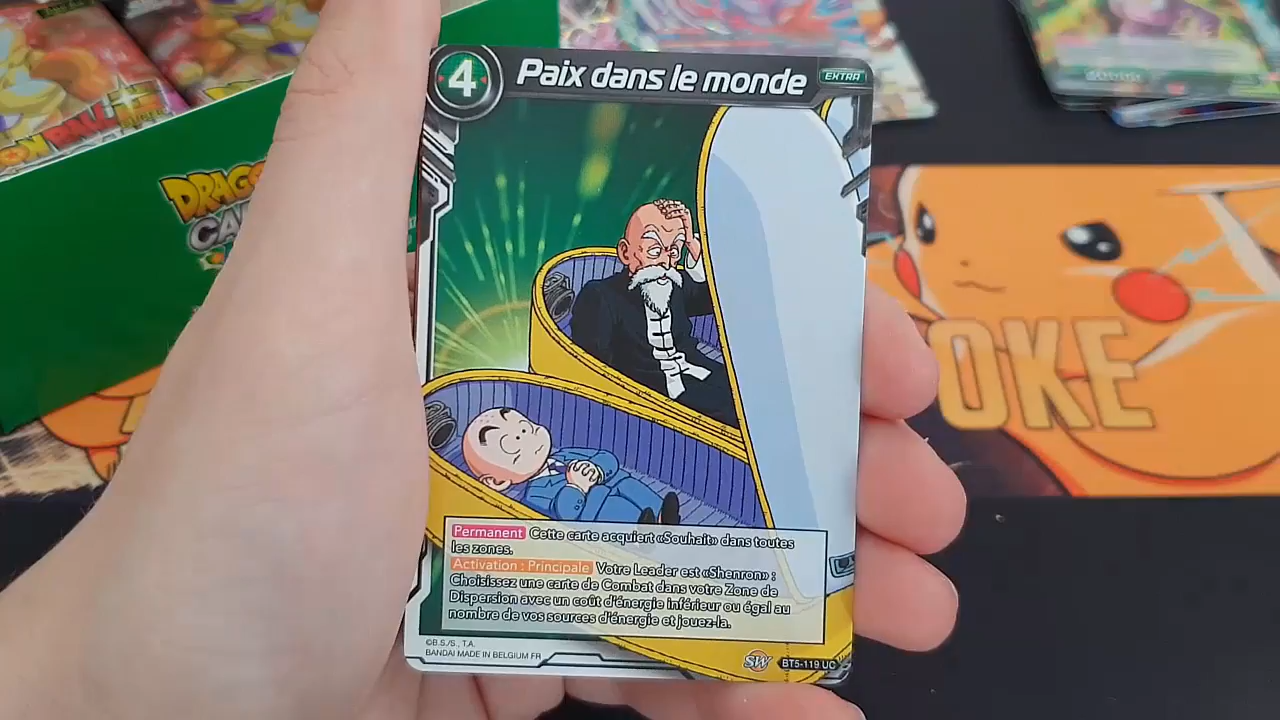 4
Paix dans le monde
EXTRA
Permanent Cette carte acquiert «Souhait» dans toutes
les zones.
Activation : Principale Votre Leader est «Shenron» :
Choisissez une carte de Combat dans votre Zone de
Dispersion avec un coût d'énergie inférieur ou égal au
nombre de vos sources d'énergie et jouez-la.
©B.S./S., T.A.
BANDAI MADE IN BELGIUM FR
SW
BT5-119 UC
OKE